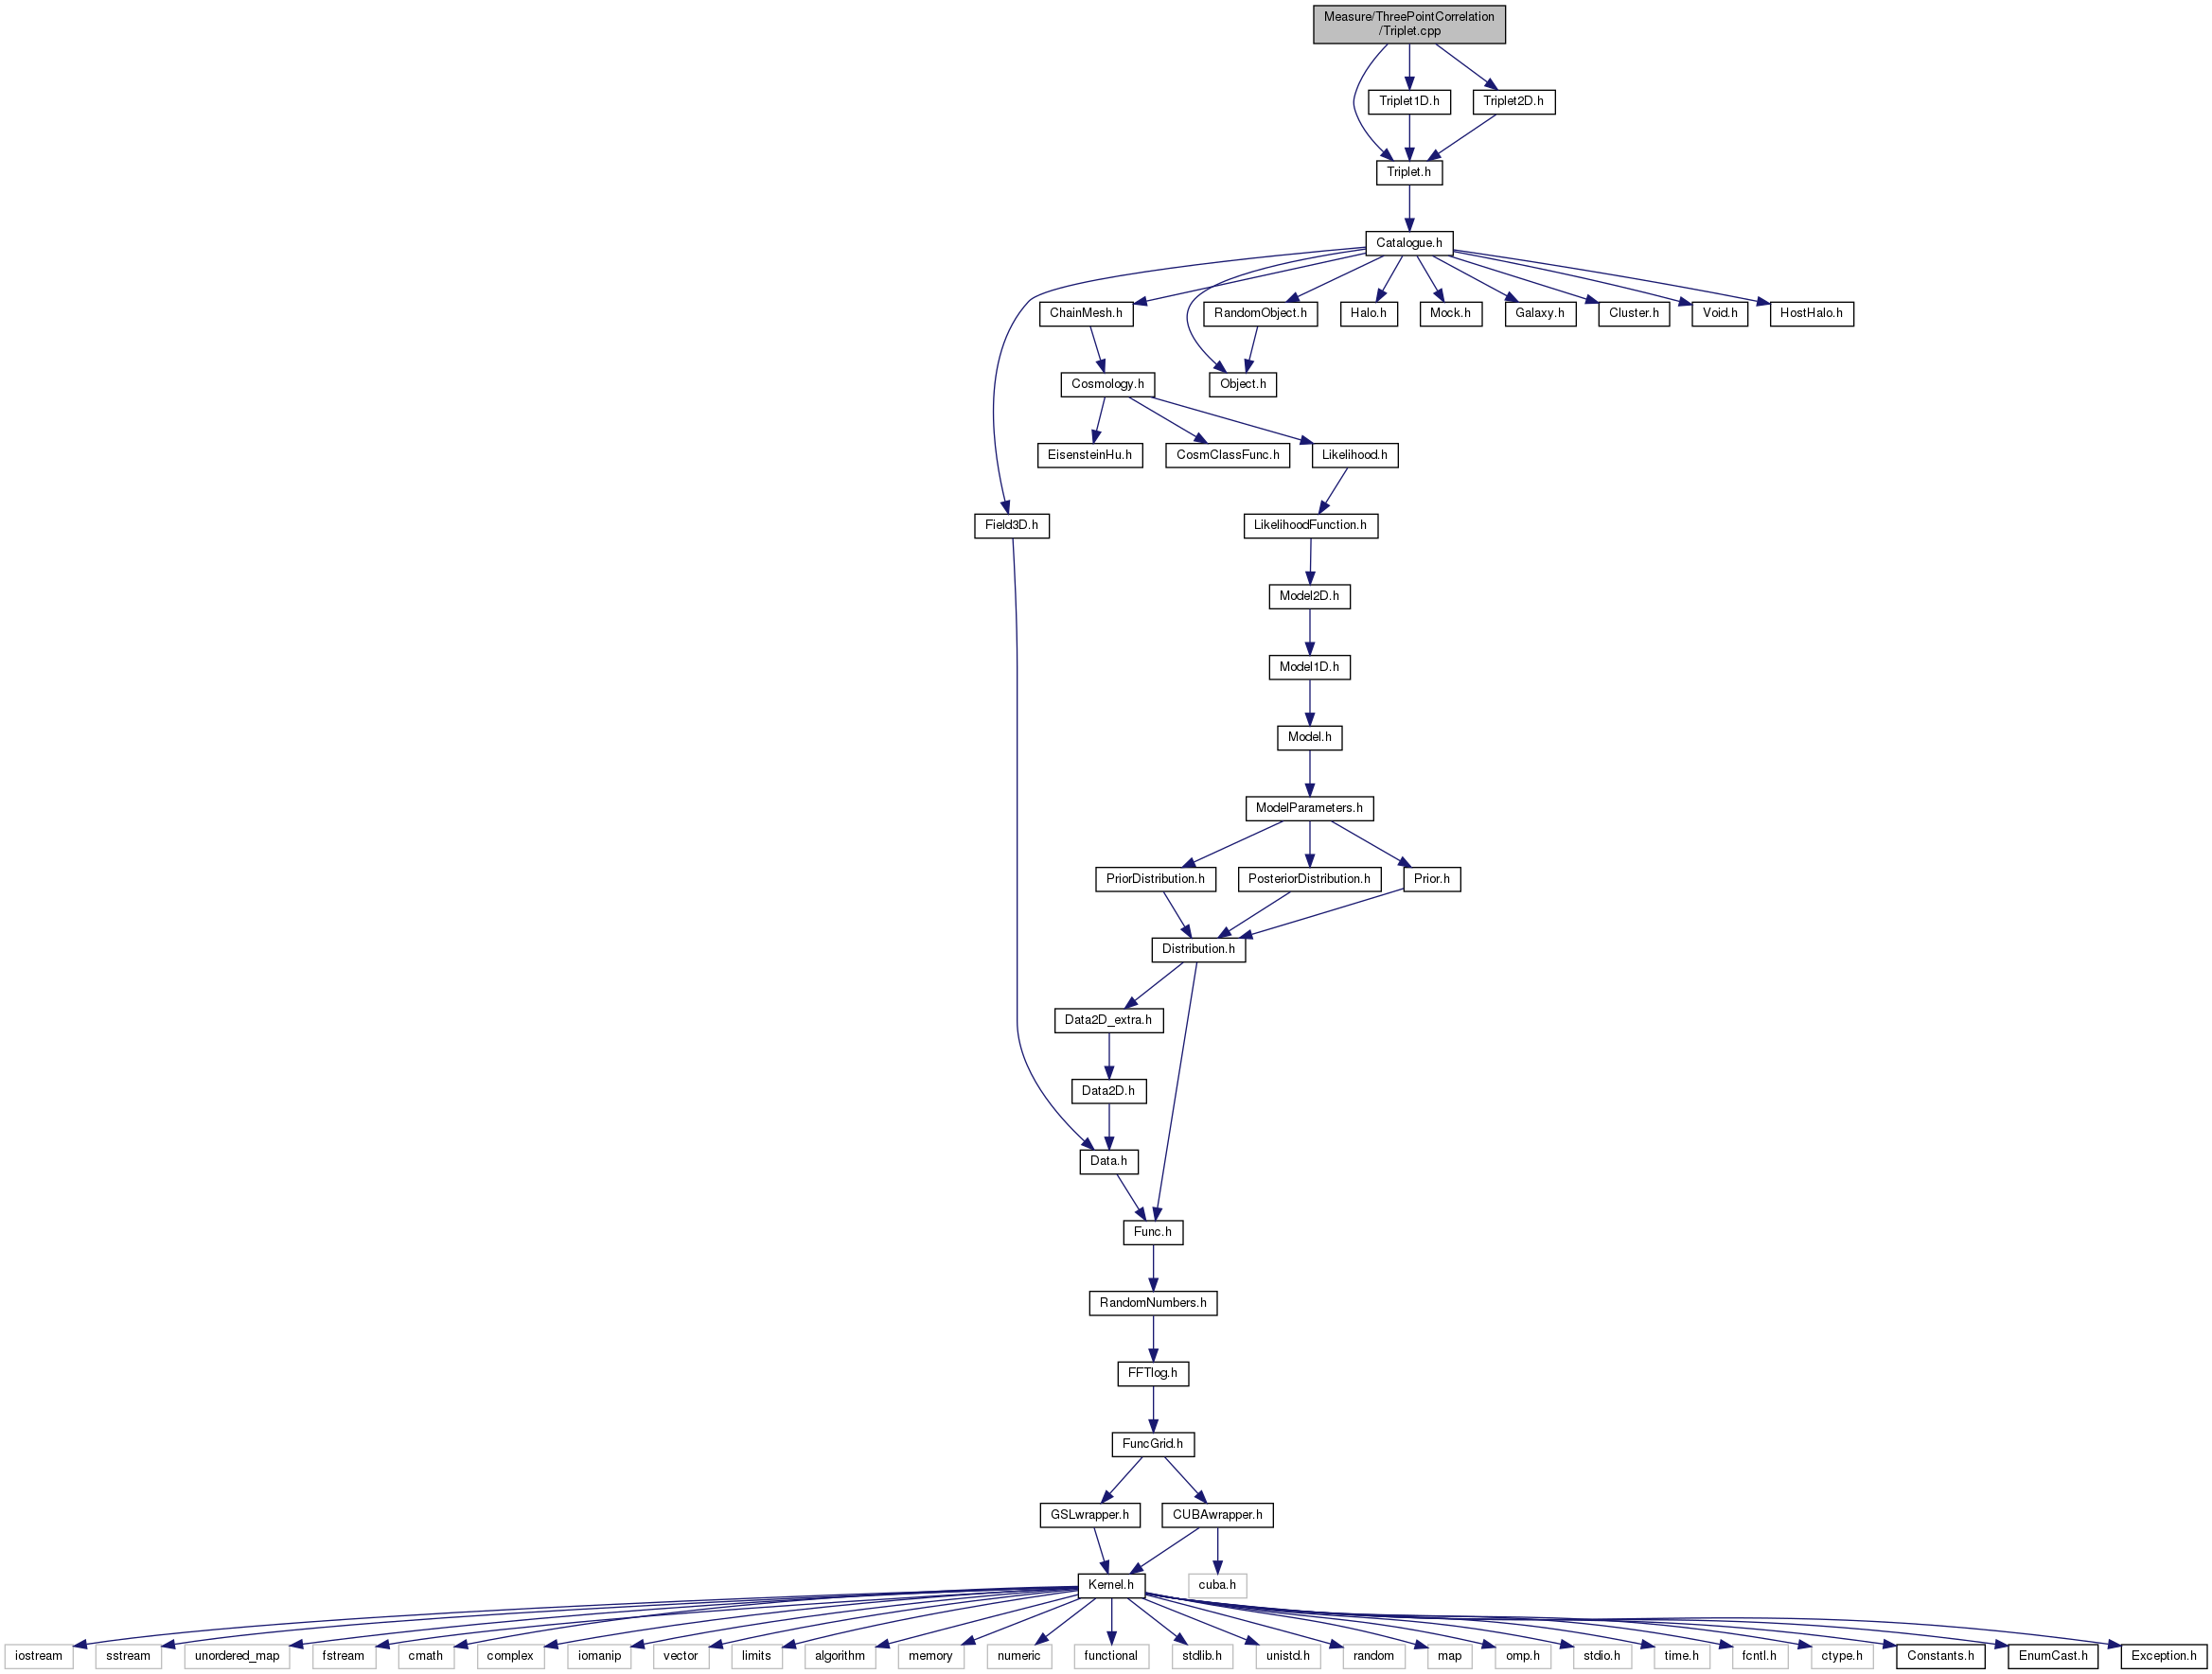 Measure/ThreePointCorrelation
/Triplet.cpp
Triplet1D.h
Triplet2D.h
Triplet.h
Catalogue.h
ChainMesh.h
RandomObject.h
Halo.h
Mock.h
Galaxy.h
Cluster.h
Void.h
HostHalo.h
Cosmology.h
Object.h
EisensteinHu.h
CosmClassFunc.h
Likelihood.h
Field3D.h
LikelihoodFunction.h
Model2D.h
Model1D.h
Model.h
ModelParameters.h
PriorDistribution.h
PosteriorDistribution.h
Prior.h
Distribution.h
Data2D_extra.h
Data2D.h
Data.h
Func.h
RandomNumbers.h
FFTlog.h
FuncGrid.h
GSLwrapper.h
CUBAwrapper.h
Kernel.h
cuba.h
iostream
sstream
unordered_map
fstream
cmath
complex
iomanip
vector
limits
algorithm
memory
numeric
functional
stdlib.h
unistd.h
random
map
omp.h
stdio.h
time.h
fcntl.h
ctype.h
Constants.h
EnumCast.h
Exception.h